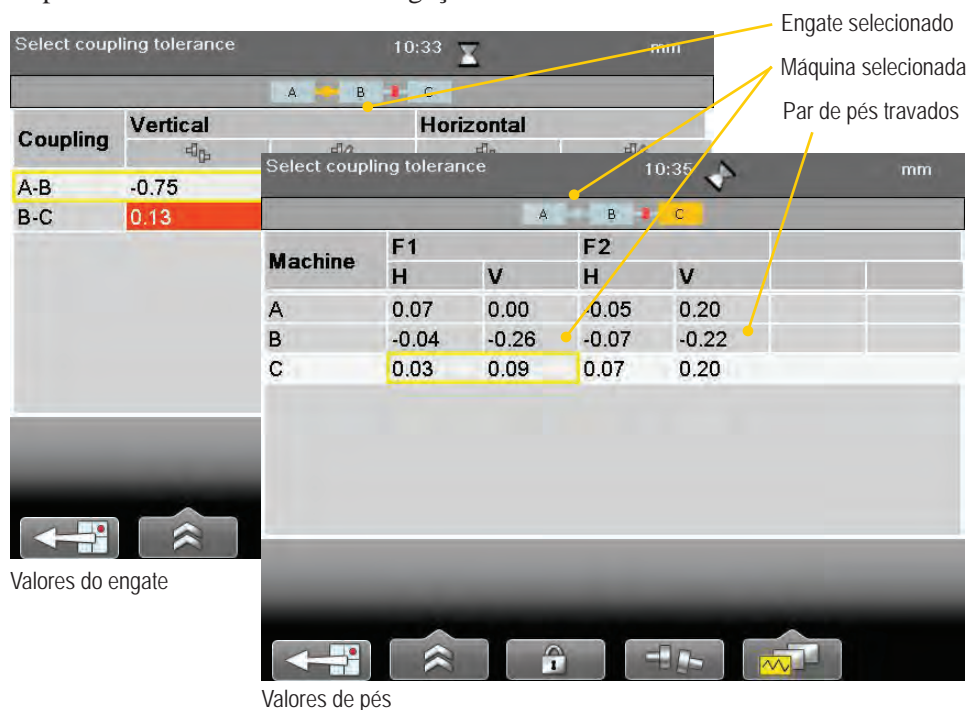 Engate selecionado
Máquina selecionada
Par de pés travados
Select coupling tolerance 10:33 mm
A B C
Coupling Vertical Horizontal
A-B -0.75
B-C 0.13
Valores do engate
Select coupling tolerance 10:35 mm
A B C
Machine F1 F2
H V H V
A 0.07 0.00 -0.05 0.20
B -0.04 -0.26 -0.07 -0.22
C 0.03 0.09 0.07 0.20
Valores de pés